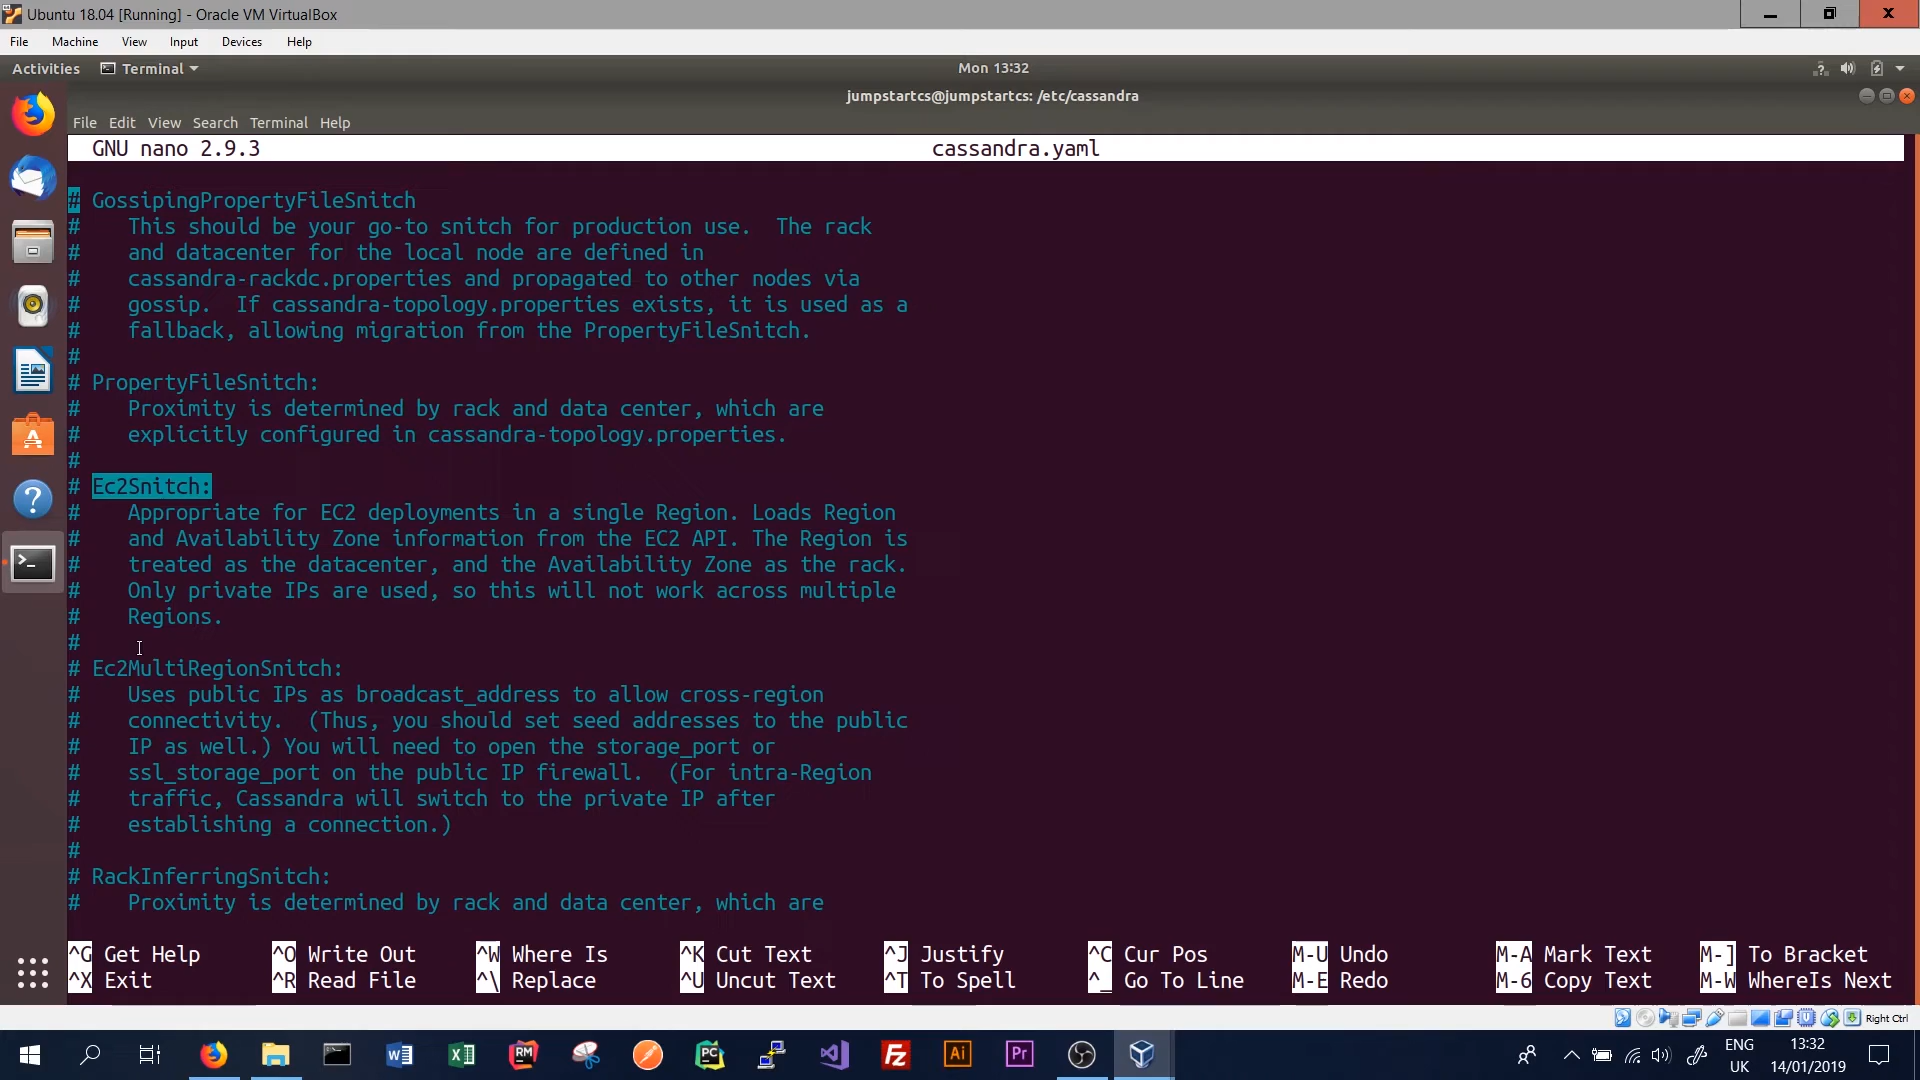 Ubuntu 18.04 [Running] - Oracle VM VirtualBox
File Machine View Input Devices Help
Activities Terminal Mon 13:32
jumpstartcs@jumpstartcs: /etc/cassandra
File Edit View Search Terminal Help
GNU nano 2.9.3 cassandra.yaml
# GossipingPropertyFileSnitch
# This should be your go-to snitch for production use. The rack
# and datacenter for the local node are defined in
# cassandra-rackdc.properties and propagated to other nodes via
# gossip. If cassandra-topology.properties exists, it is used as a
# fallback, allowing migration from the PropertyFileSnitch.
#
# PropertyFileSnitch:
# Proximity is determined by rack and data center, which are
# explicitly configured in cassandra-topology.properties.
#
# Ec2Snitch:
# Appropriate for EC2 deployments in a single Region. Loads Region
# and Availability Zone information from the EC2 API. The Region is
# treated as the datacenter, and the Availability Zone as the rack.
# Only private IPs are used, so this will not work across multiple
# Regions.
#
# Ec2MultiRegionSnitch:
# Uses public IPs as broadcast_address to allow cross-region
# connectivity. (Thus, you should set seed addresses to the public
# IP as well.) You will need to open the storage_port or
# ssl_storage_port on the public IP firewall. (For intra-Region
# traffic, Cassandra will switch to the private IP after
# establishing a connection.)
#
# RackInferringSnitch:
# Proximity is determined by rack and data center, which are
^G Get Help ^O Write Out ^W Where Is ^K Cut Text ^J Justify ^C Cur Pos M-U Undo M-A Mark Text M-] To Bracket
^X Exit ^R Read File ^\ Replace ^U Uncut Text ^T To Spell ^_ Go To Line M-E Redo M-6 Copy Text M-W WhereIs Next
Right Ctrl
ENG 13:32
UK 14/01/2019